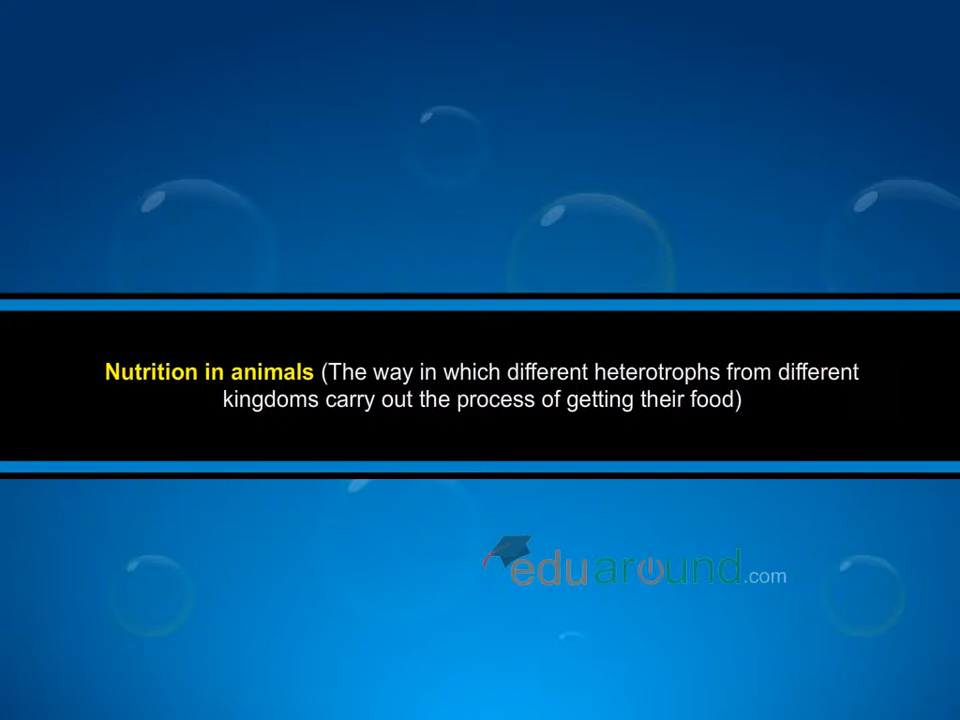 Nutrition in animals (The way in which different heterotrophs from different
kingdoms carry out the process of getting their food)
eduaround.com